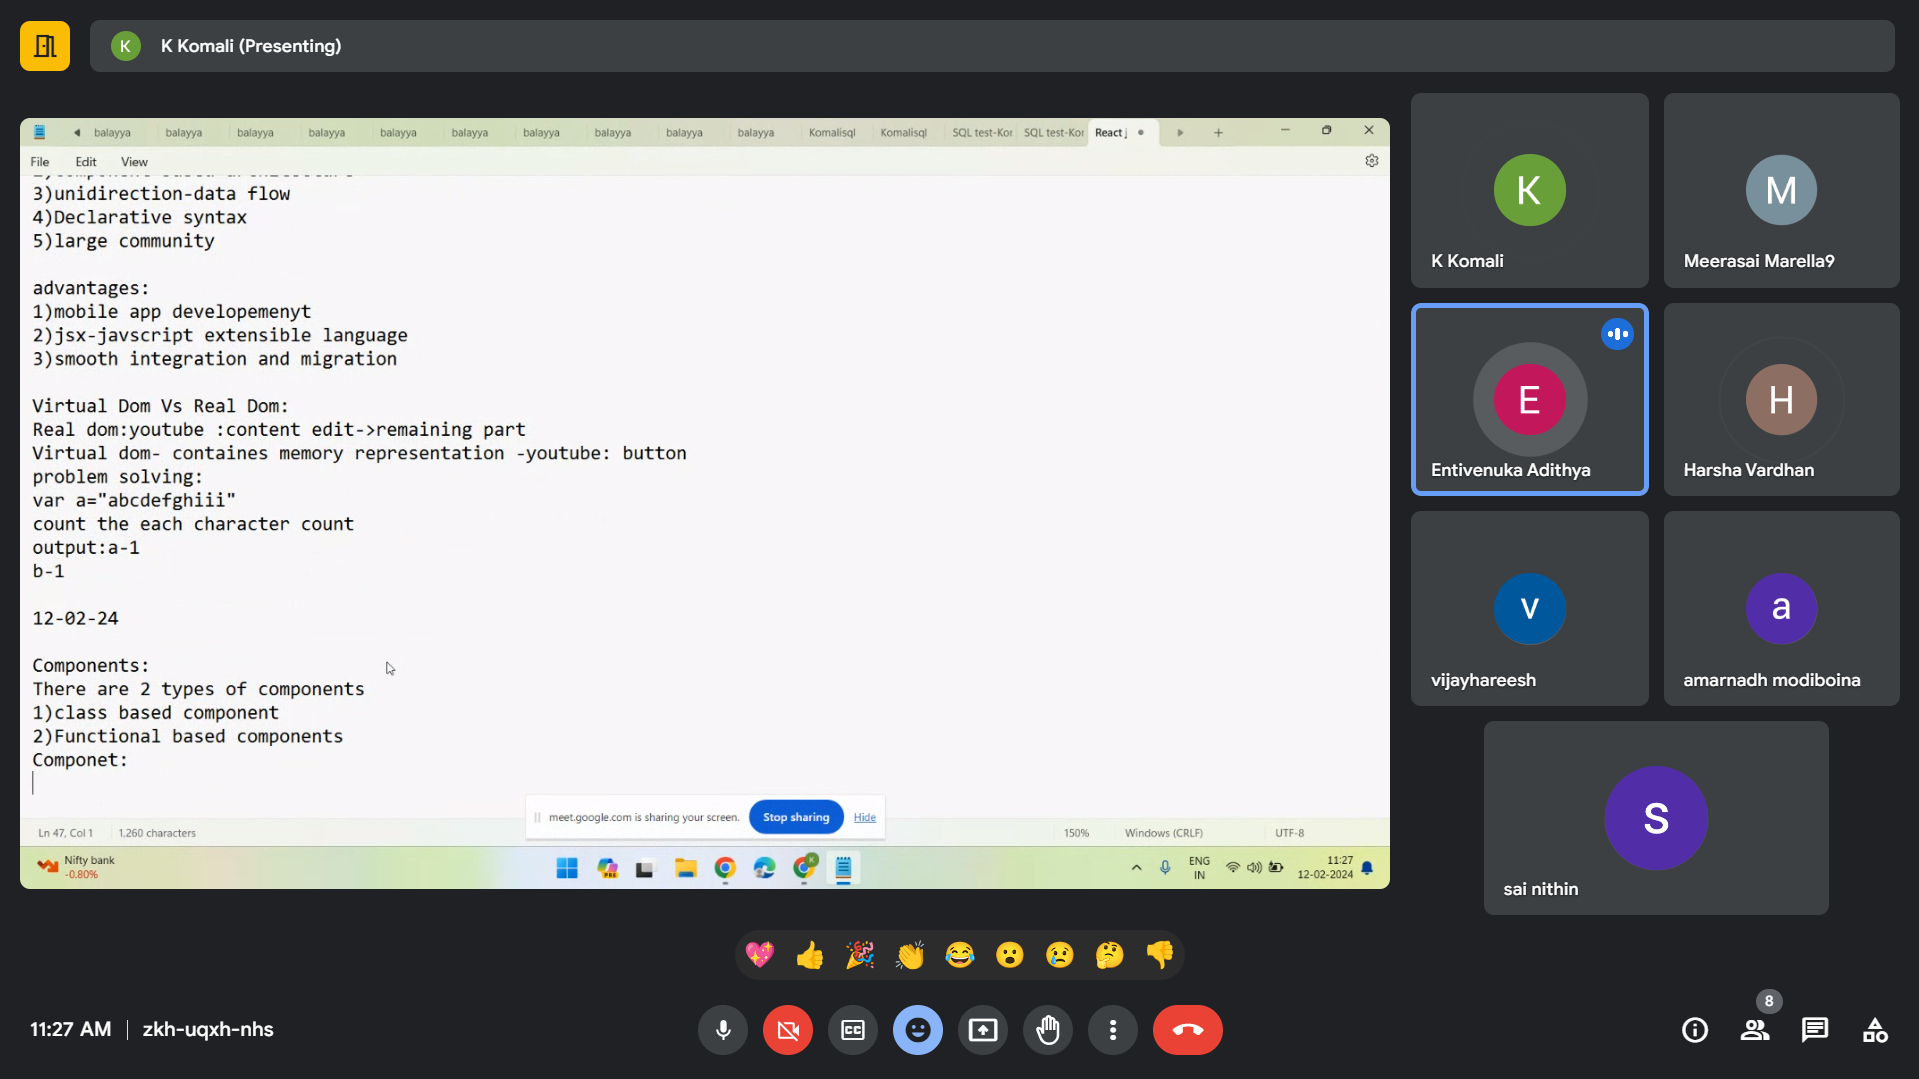 K
K Komali (Presenting)
balayya
balayya
balayya
balayya
balayya
balayya
balayya
balayya
balayya
balayya
Komalisql
Komalisql
SQL test-Kor
SQL test-Kor
React j
File
Edit
View
3)unidirection-data flow
4)Declarative syntax
5)large community
advantages:
1)mobile app developemenyt
2)jsx-javscript extensible language
3)smooth integration and migration
Virtual Dom Vs Real Dom:
Real dom:youtube :content edit->remaining part
Virtual dom- containes memory representation -youtube: button
problem solving:
var a="abcdefghiii"
count the each character count
output:a-1
b-1
12-02-24
Components:
There are 2 types of components
1)class based component
2)Functional based components
Componet:
meet.google.com is sharing your screen.
Stop sharing
Hide
Ln 47, Col 1
1,260 characters
150%
Windows (CRLF)
UTF-8
Nifty bank
-0.80%
ENG
IN
11:27
12-02-2024
K
K Komali
M
Meerasai Marella9
E
Entivenuka Adithya
H
Harsha Vardhan
v
vijayhareesh
a
amarnadh modiboina
s
sai nithin
11:27 AM
zkh-uqxh-nhs
8